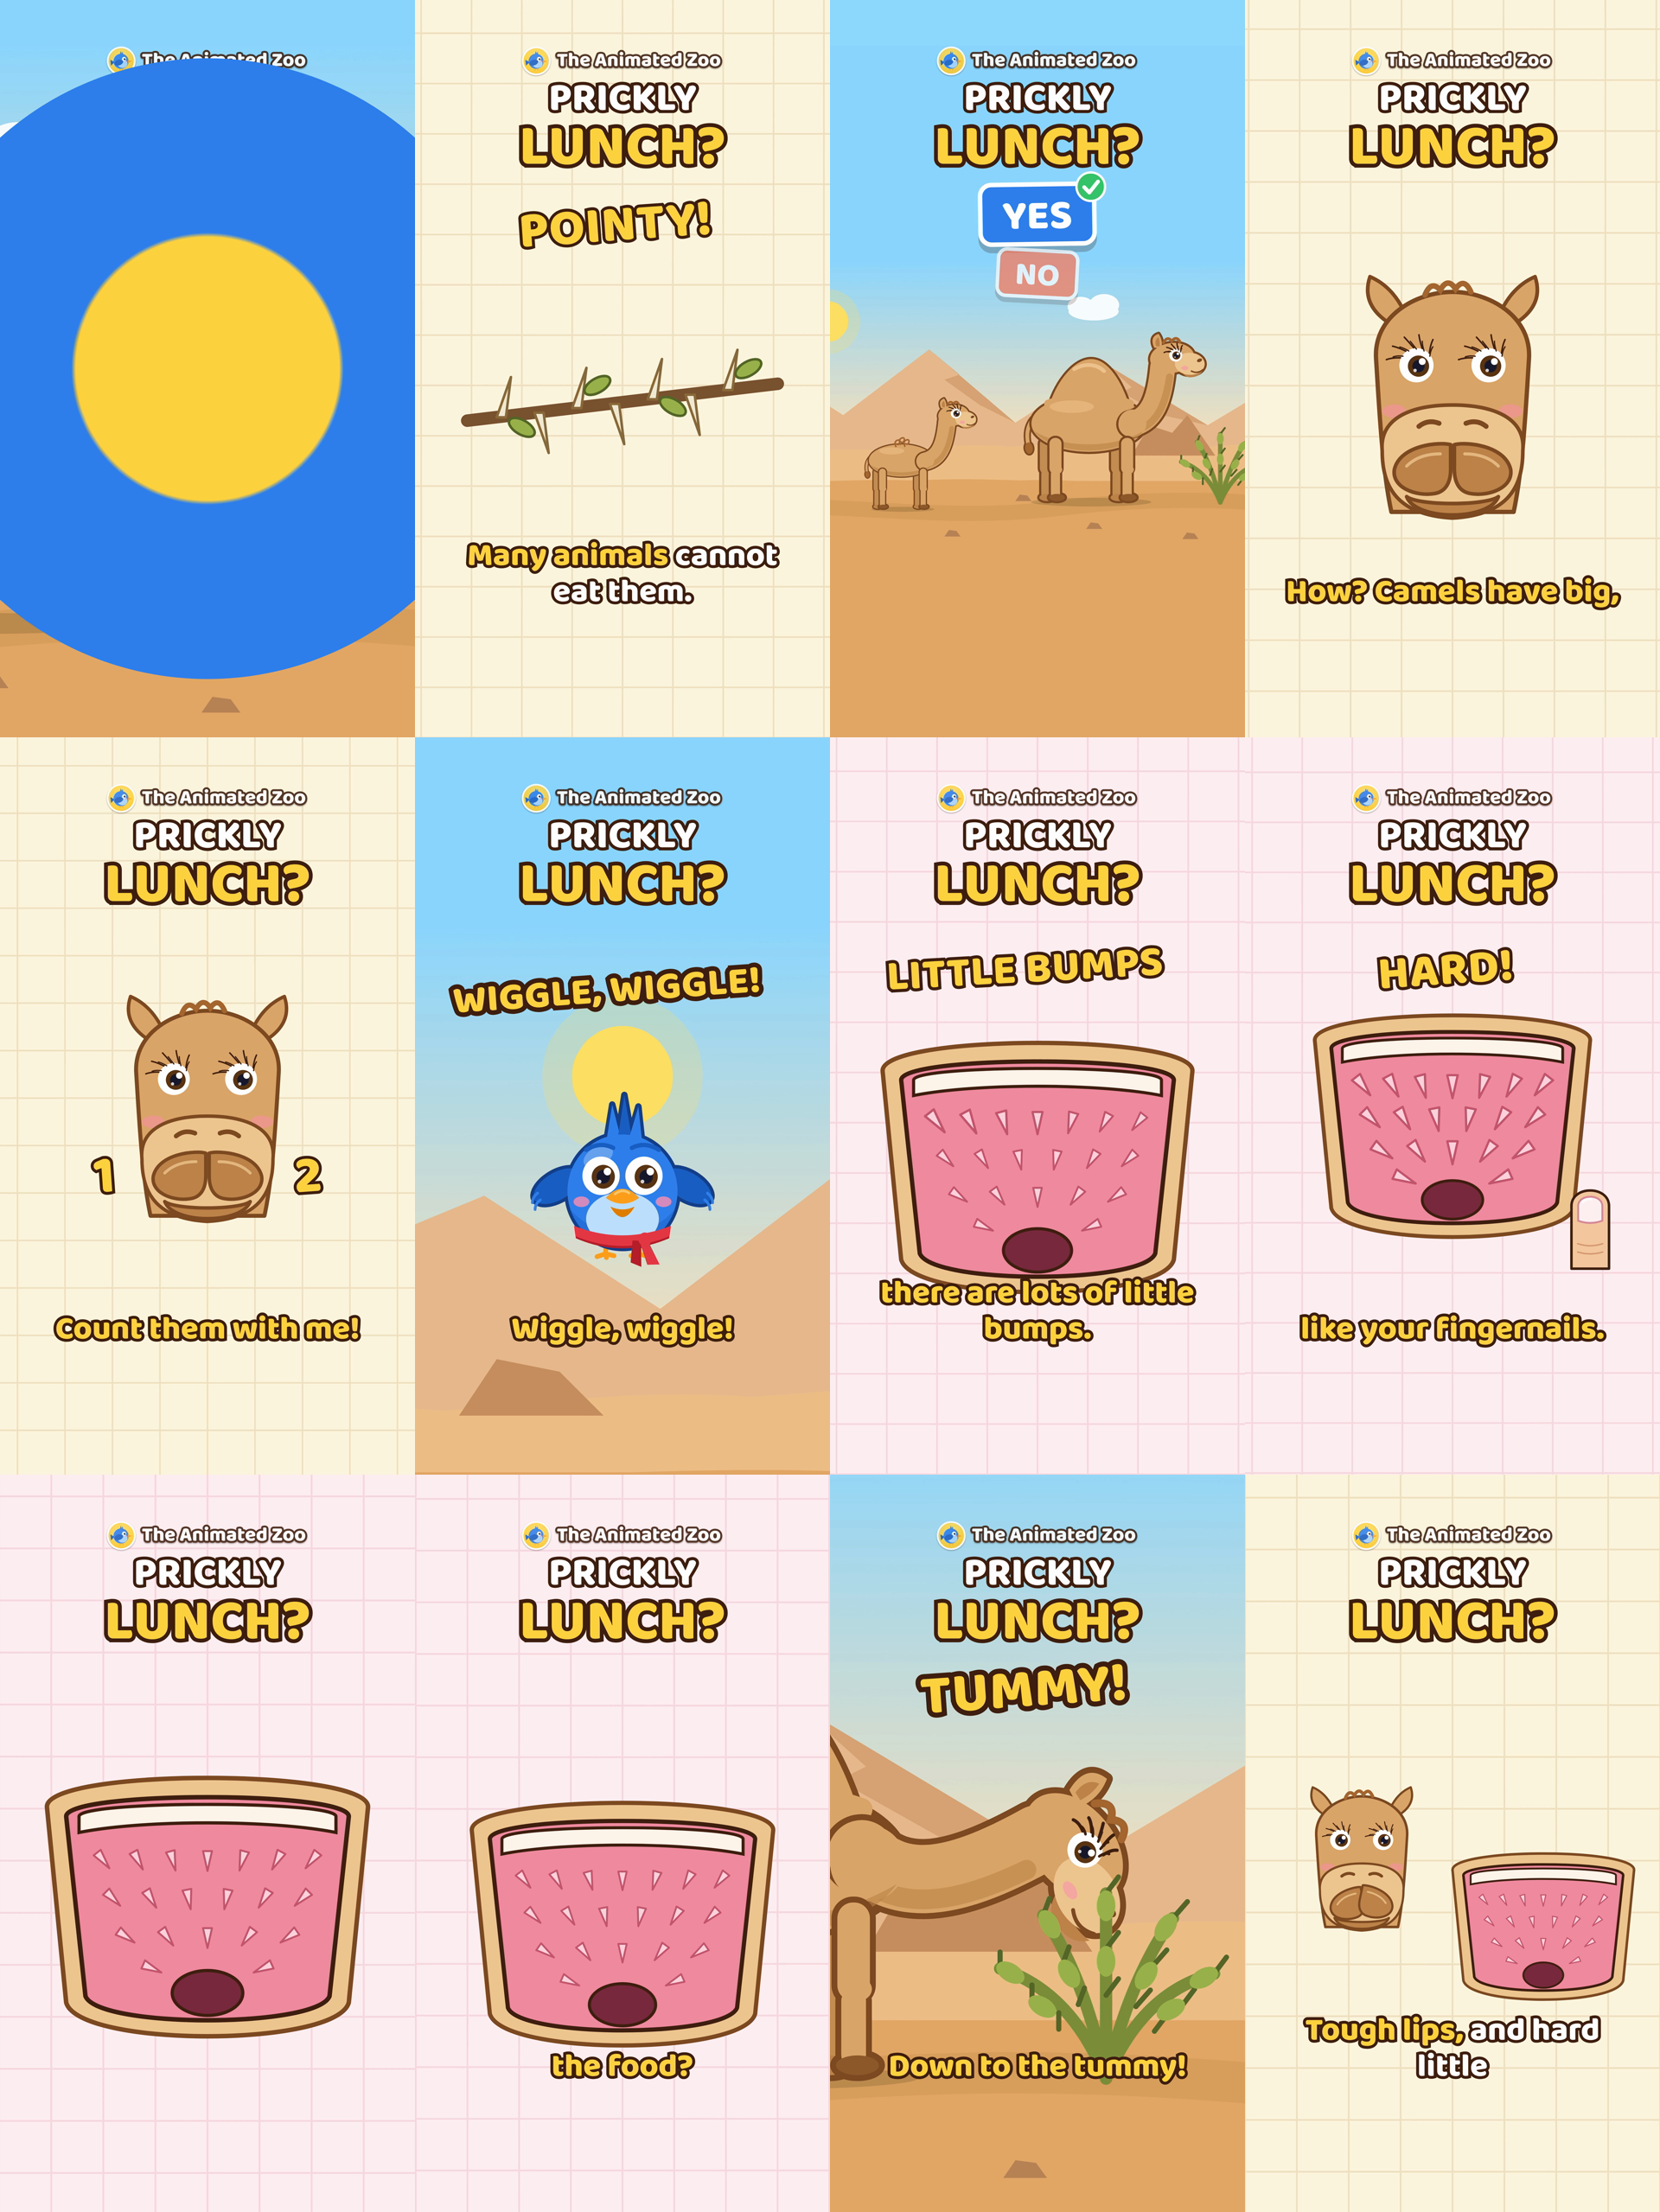 The Animated Zoo
The Animated Zoo
PRICKLY
LUNCH?
POINTY!
Many animals cannot
eat them.
The Animated Zoo
PRICKLY
LUNCH?
YES
NO
The Animated Zoo
PRICKLY
LUNCH?
How? Camels have big,
The Animated Zoo
PRICKLY
LUNCH?
1
2
Count them with me!
The Animated Zoo
PRICKLY
LUNCH?
WIGGLE, WIGGLE!
Wiggle, wiggle!
The Animated Zoo
PRICKLY
LUNCH?
LITTLE BUMPS
there are lots of little
bumps.
The Animated Zoo
PRICKLY
LUNCH?
HARD!
like your fingernails.
The Animated Zoo
PRICKLY
LUNCH?
The Animated Zoo
PRICKLY
LUNCH?
the food?
The Animated Zoo
PRICKLY
LUNCH?
TUMMY!
Down to the tummy!
The Animated Zoo
PRICKLY
LUNCH?
Tough lips, and hard
little